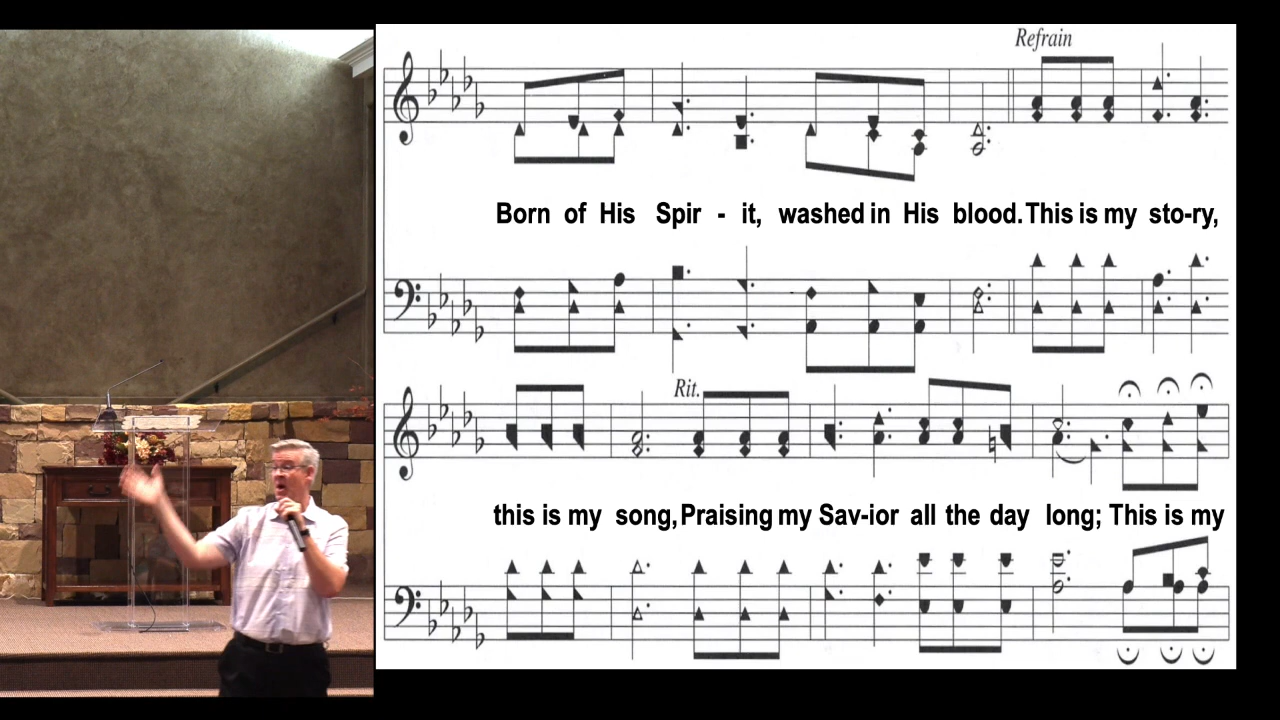 Refrain
Born of His Spir - it, washed in His blood. This is my sto-ry,
Rit.
this is my song, Praising my Sav-ior all the day long; This is my